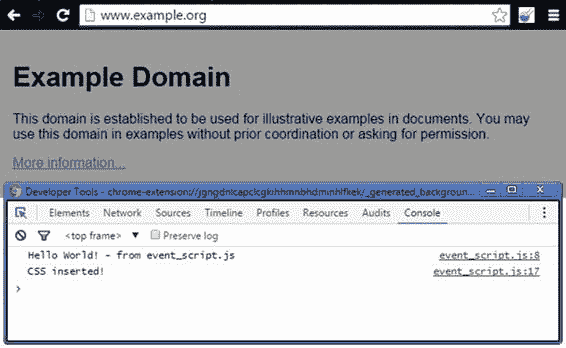 www.example.org
Example Domain
This domain is established to be used for illustrative examples in documents. You may
use this domain in examples without prior coordination or asking for permission.
More information...
Developer Tools - chrome-extension://
Elements Network Sources Timeline Profiles Resources Audits Console
<top frame> ▼ Preserve log
Hello World! - from event_script.js event_script.js:8
CSS inserted! event_script.js:17
>